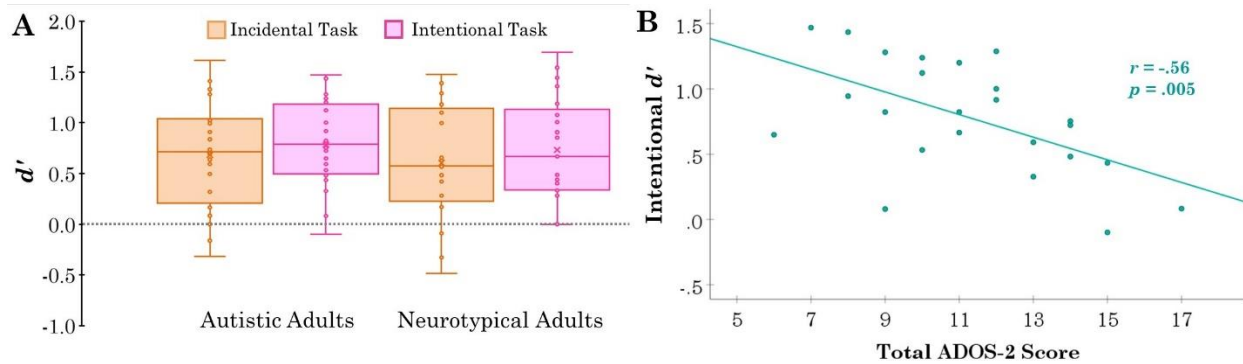 A
Incidental Task
Intentional Task
d'
2.0
1.5
1.0
0.5
0.0
-0.5
-1.0
Autistic Adults
Neurotypical Adults
B
Intentional d'
1.5
1.0
.5
.0
-.5
r = -.56
p = .005
5
7
9
11
13
15
17
Total ADOS-2 Score